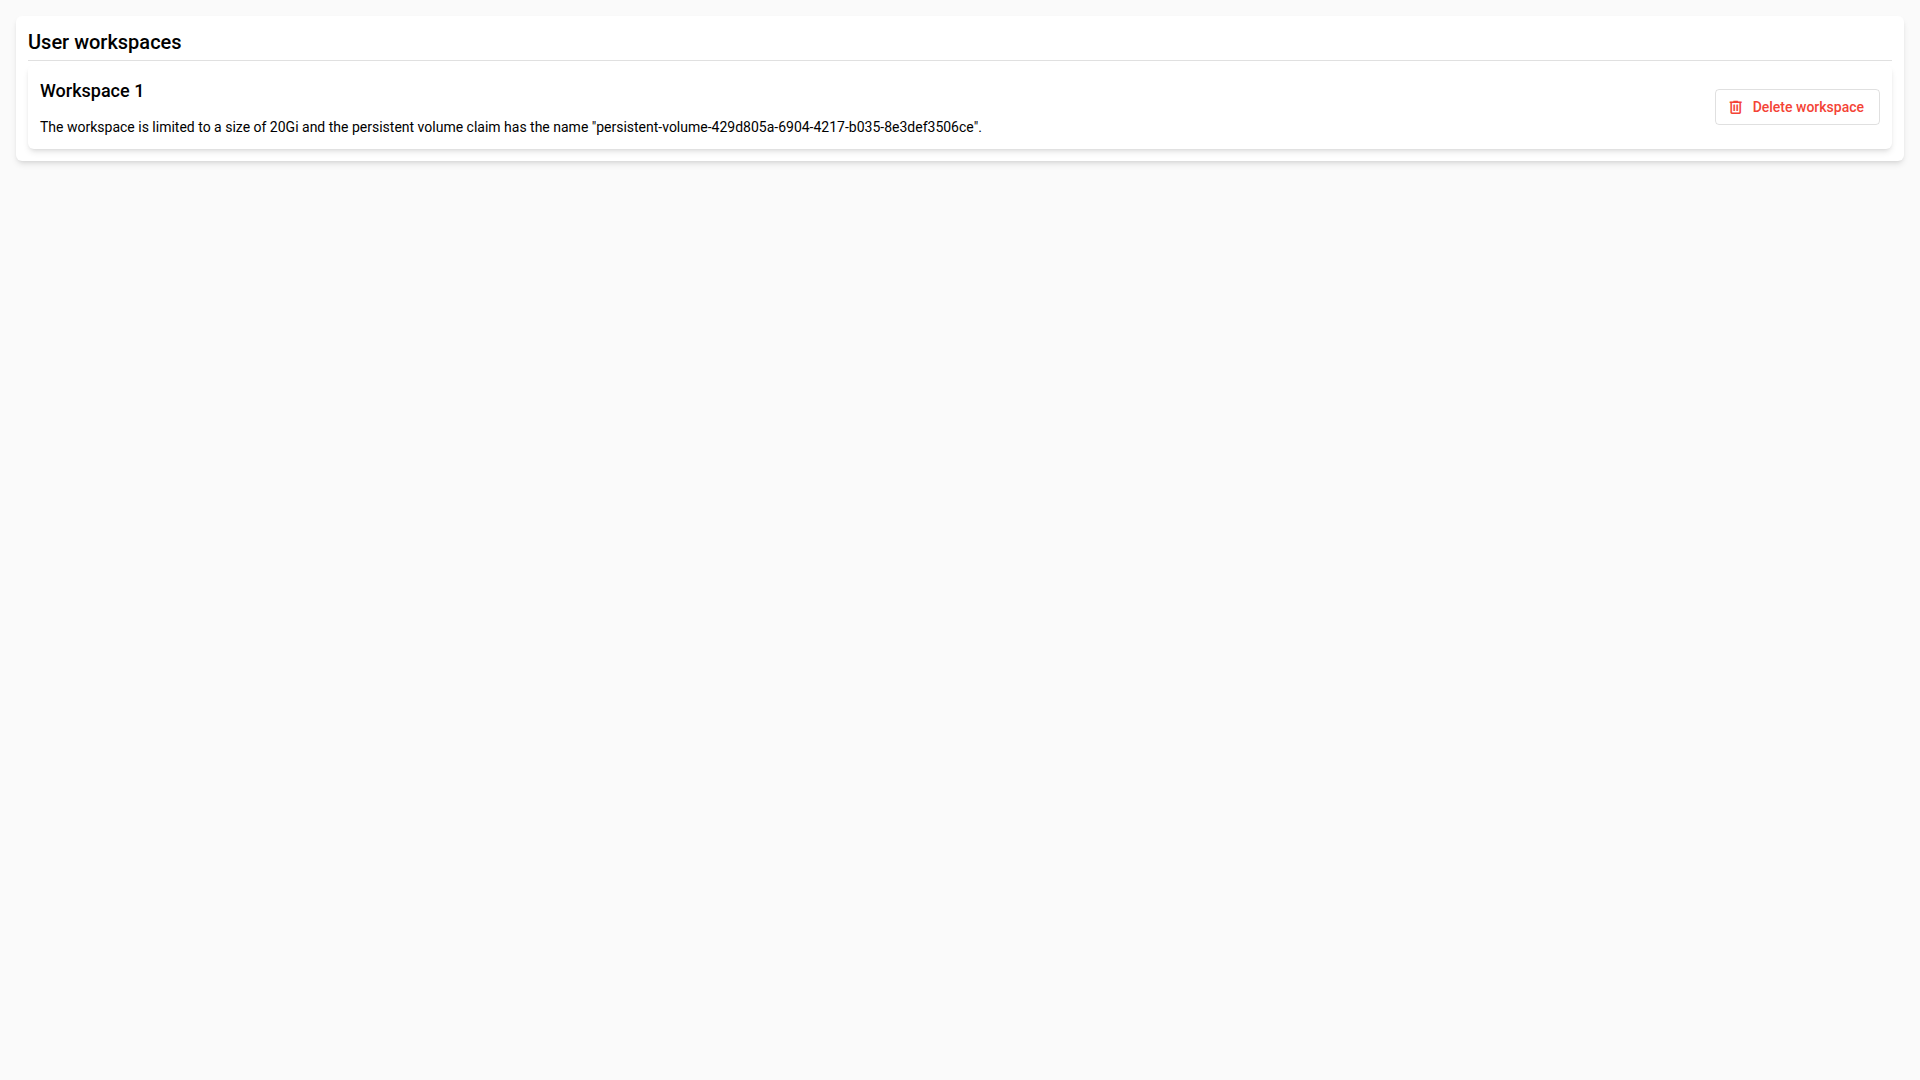 User workspaces
Workspace 1
The workspace is limited to a size of 20Gi and the persistent volume claim has the name "persistent-volume-429d805a-6904-4217-b035-8e3def3506ce".
Delete workspace